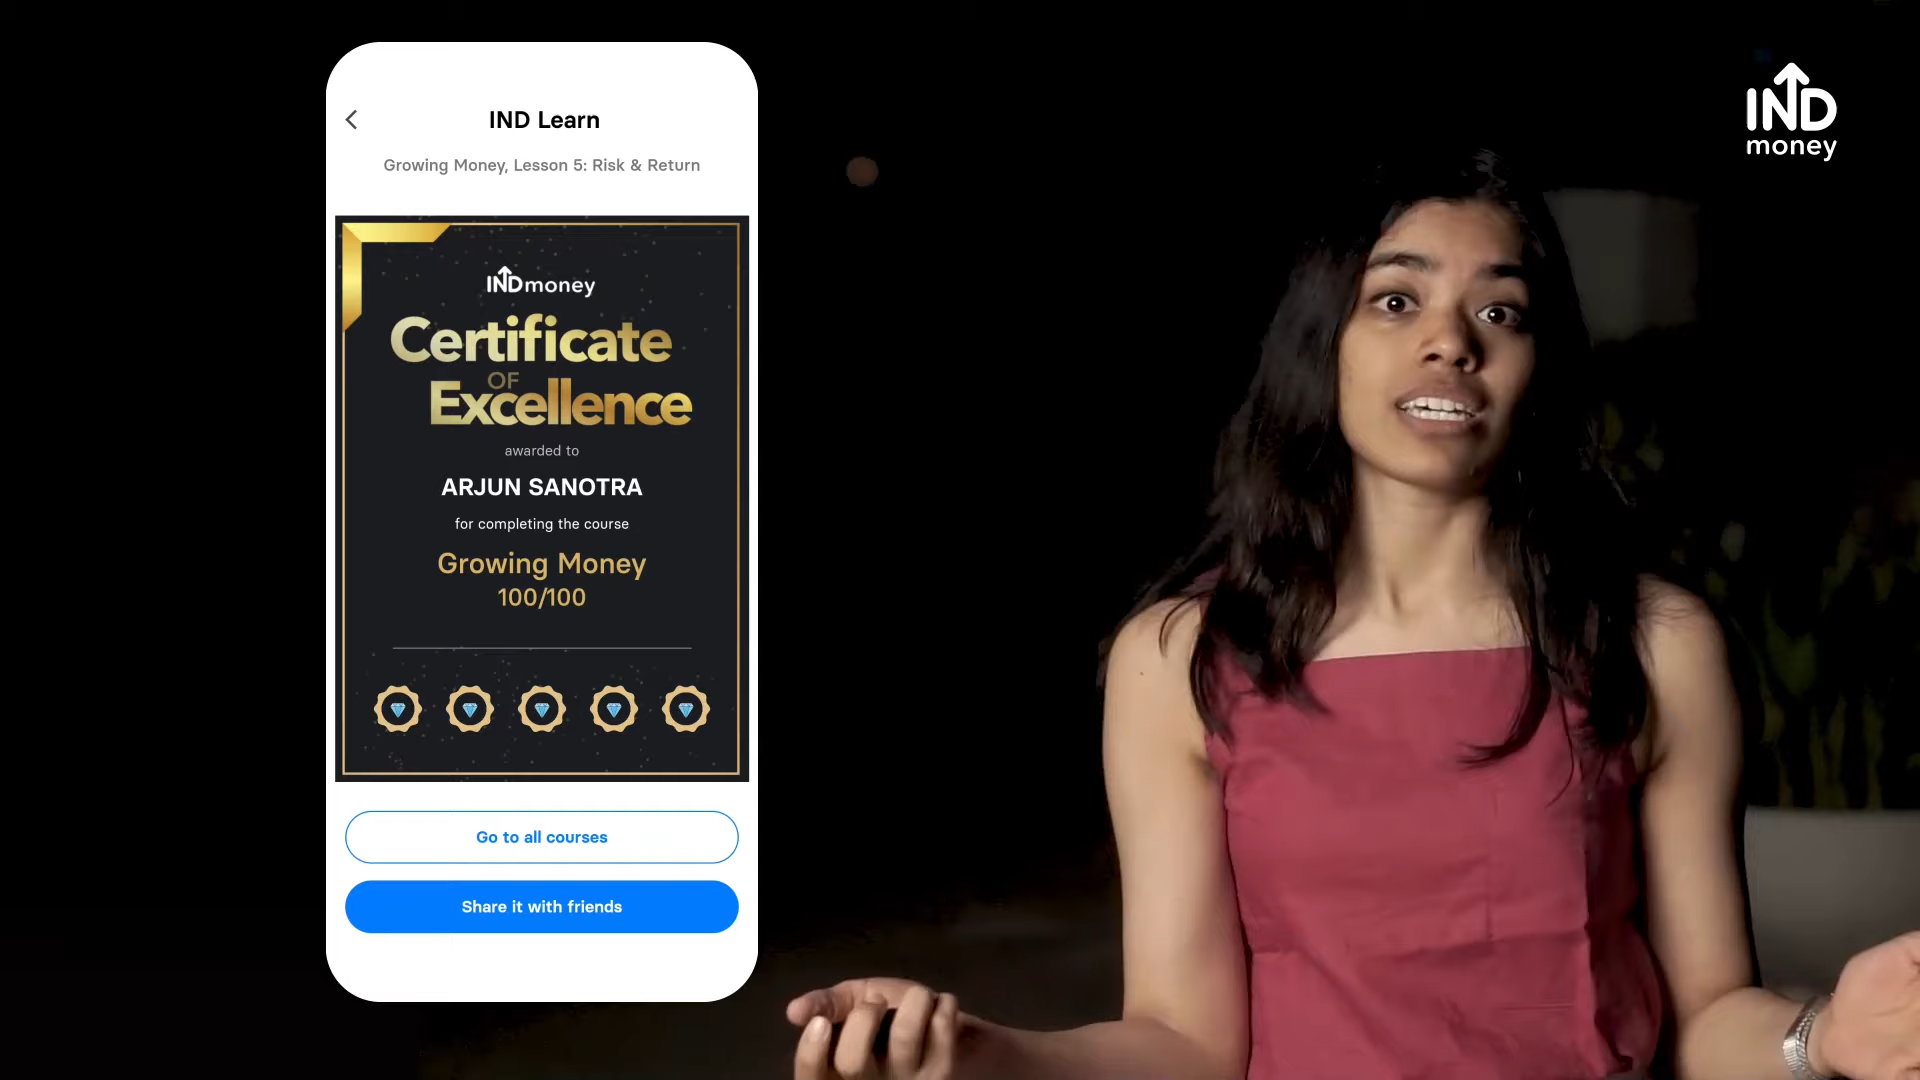 IND Learn
Growing Money, Lesson 5: Risk & Return
INDmoney
Certificate
OF
Excellence
awarded to
ARJUN SANOTRA
for completing the course
Growing Money
100/100
Go to all courses
Share it with friends
IND
money